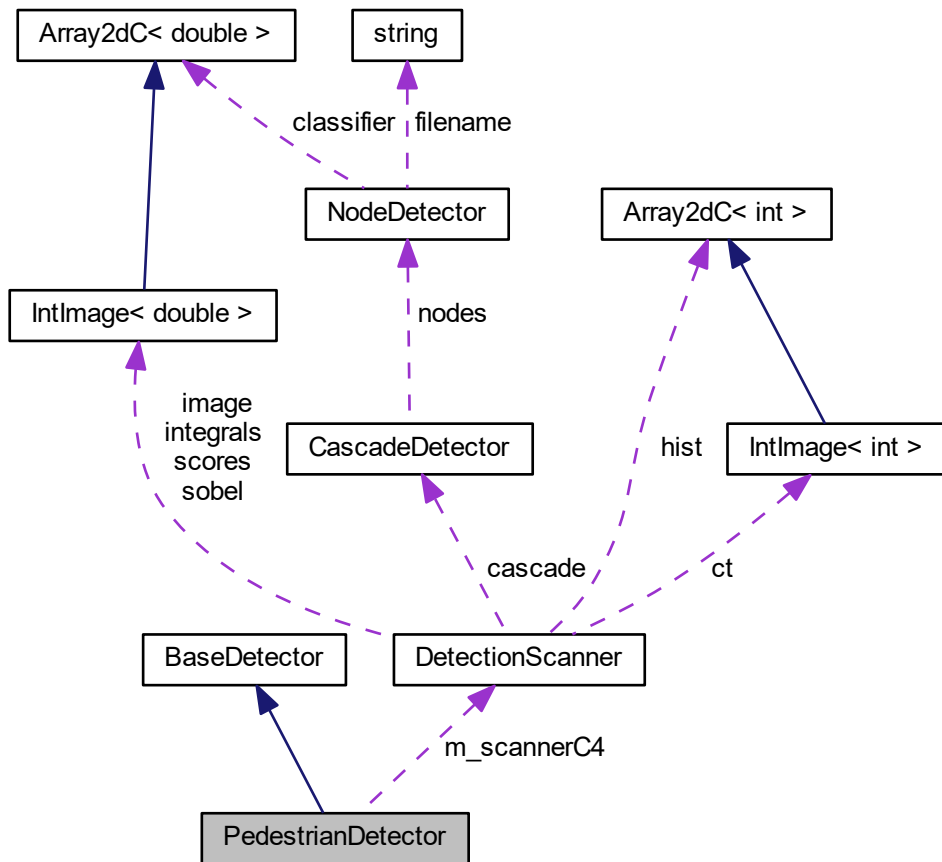 Array2dC< double >
string
classifier
filename
NodeDetector
Array2dC< int >
IntImage< double >
nodes
image
integrals
scores
sobel
CascadeDetector
hist
IntImage< int >
cascade
ct
BaseDetector
DetectionScanner
m_scannerC4
PedestrianDetector